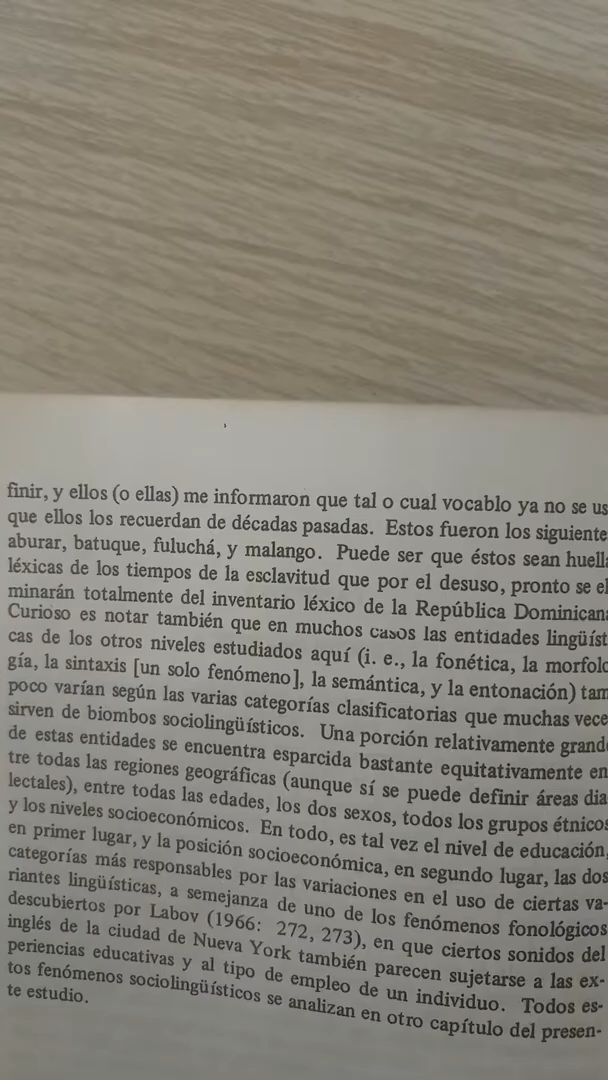 finir, y ellos (o ellas) me informaron que tal o cual vocablo ya no se us
que ellos los recuerdan de décadas pasadas. Estos fueron los siguiente
aburar, batuque, fuluchá, y malango. Puede ser que éstos sean huell
léxicas de los tiempos de la esclavitud que por el desuso, pronto se el
minarán totalmente del inventario léxico de la República Dominican
Curioso es notar también que en muchos casos las entidades lingüíst
cas de los otros niveles estudiados aquí (i. e., la fonética, la morfolo
gía, la sintaxis [un solo fenómeno], la semántica, y la entonación) tam
poco varían según las varias categorías clasificatorias que muchas vece
sirven de biombos sociolingüísticos. Una porción relativamente grand
de estas entidades se encuentra esparcida bastante equitativamente en
tre todas las regiones geográficas (aunque sí se puede definir áreas dia
lectales), entre todas las edades, los dos sexos, todos los grupos étnicos
y los niveles socioeconómicos. En todo, es tal vez el nivel de educación,
en primer lugar, y la posición socioeconómica, en segundo lugar, las dos
categorías más responsables por las variaciones en el uso de ciertas va-
riantes lingüísticas, a semejanza de uno de los fenómenos fonológicos
descubiertos por Labov (1966: 272, 273), en que ciertos sonidos del
inglés de la ciudad de Nueva York también parecen sujetarse a las ex-
periencias educativas y al tipo de empleo de un individuo. Todos es-
tos fenómenos sociolingüísticos se analizan en otro capítulo del presen-
te estudio.